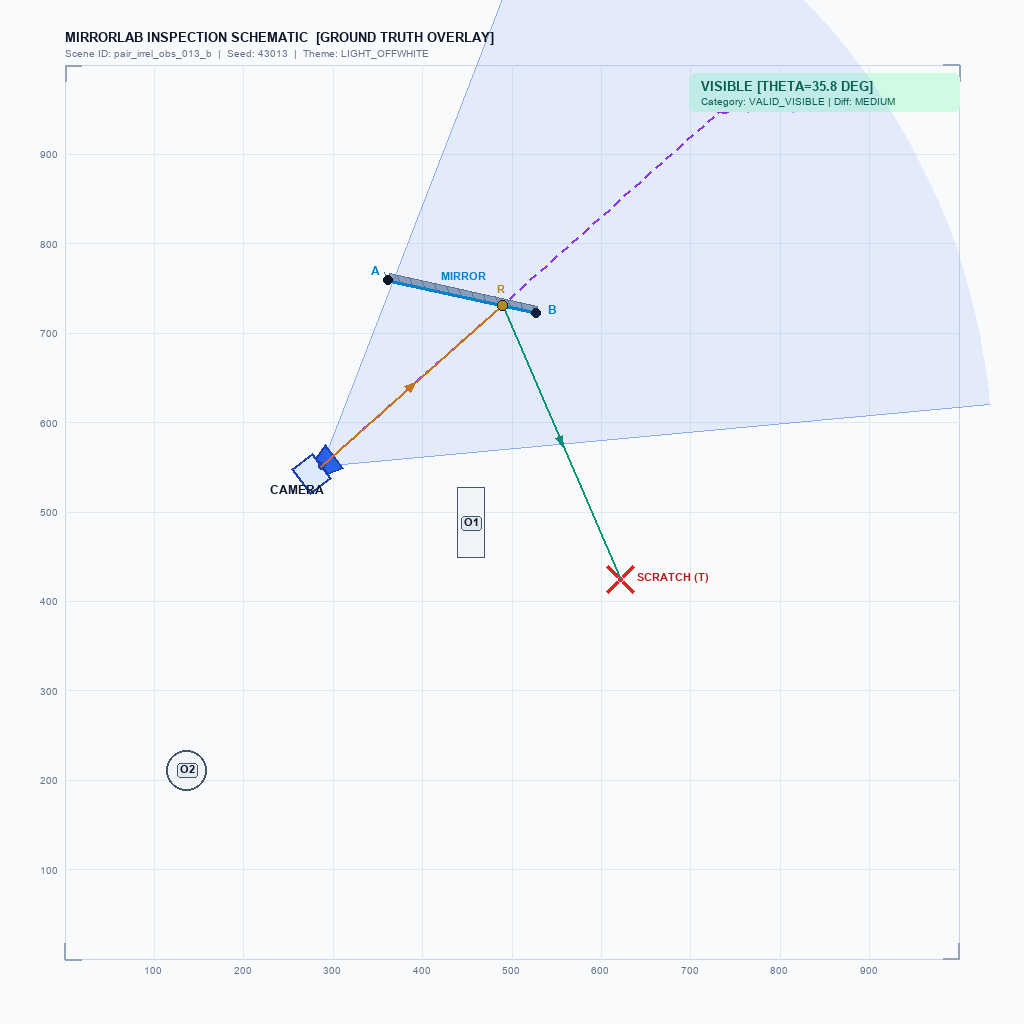 MIRRORLAB INSPECTION SCHEMATIC [GROUND TRUTH OVERLAY]
Scene ID: pair_irrel_obs_013_b | Seed: 43013 | Theme: LIGHT_OFFWHITE
VISIBLE [THETA=35.8 DEG]
Category: VALID_VISIBLE | Diff: MEDIUM
900
800
A
MIRROR
R
B
700
600
CAMERA
500
O1
SCRATCH (T)
400
300
O2
200
100
100 200 300 400 500 600 700 800 900